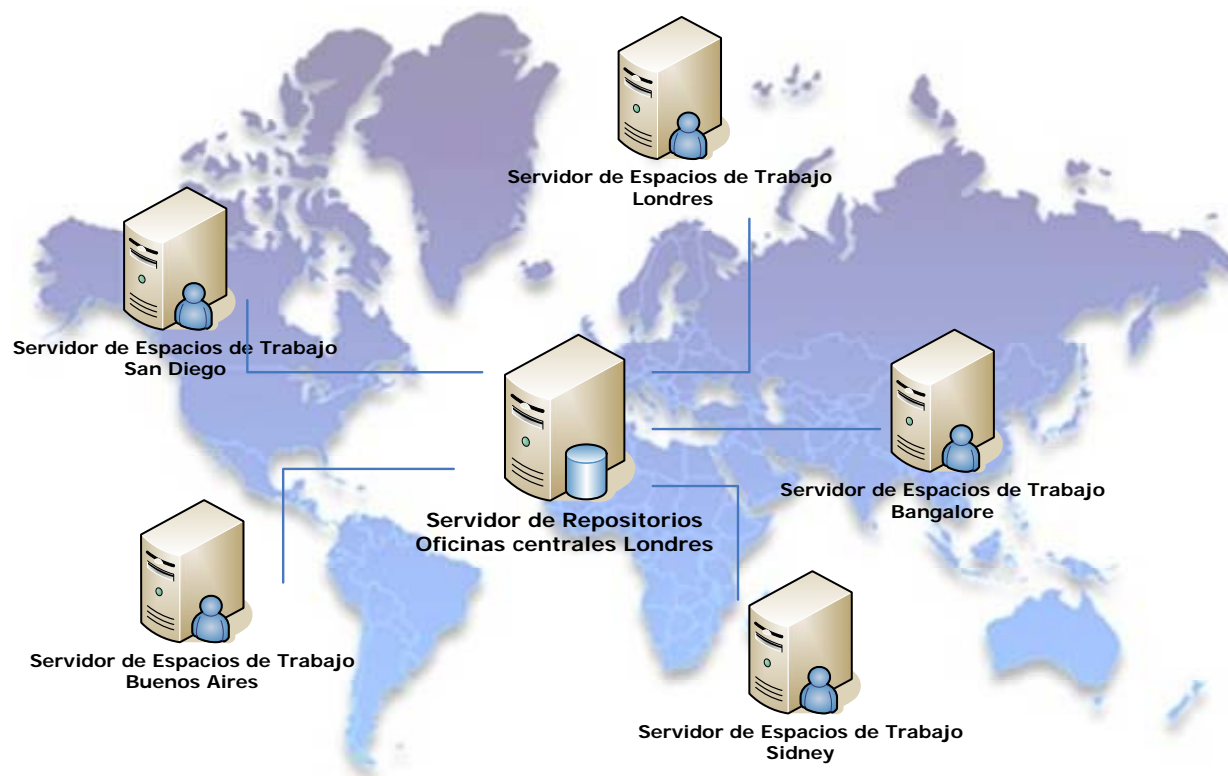 Servidor de Espacios de Trabajo
Londres
Servidor de Espacios de Trabajo
San Diego
Servidor de Espacios de Trabajo
Bangalore
Servidor de Repositorios
Oficinas centrales Londres
Servidor de Espacios de Trabajo
Buenos Aires
Servidor de Espacios de Trabajo
Sidney